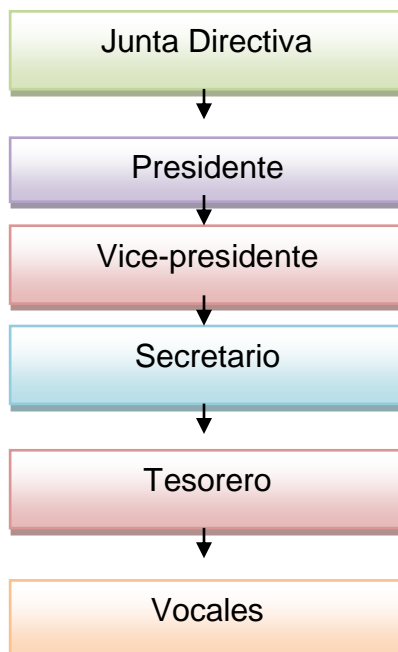 Junta Directiva
Presidente
Vice-presidente
Secretario
Tesorero
Vocales